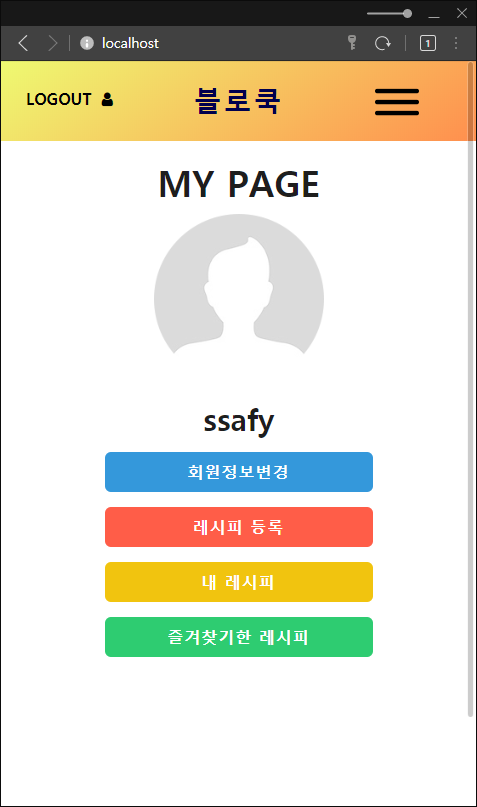 localhost
1
LOGOUT
블로쿡
MY PAGE
ssafy
회원정보변경
레시피 등록
내 레시피
즐겨찾기한 레시피